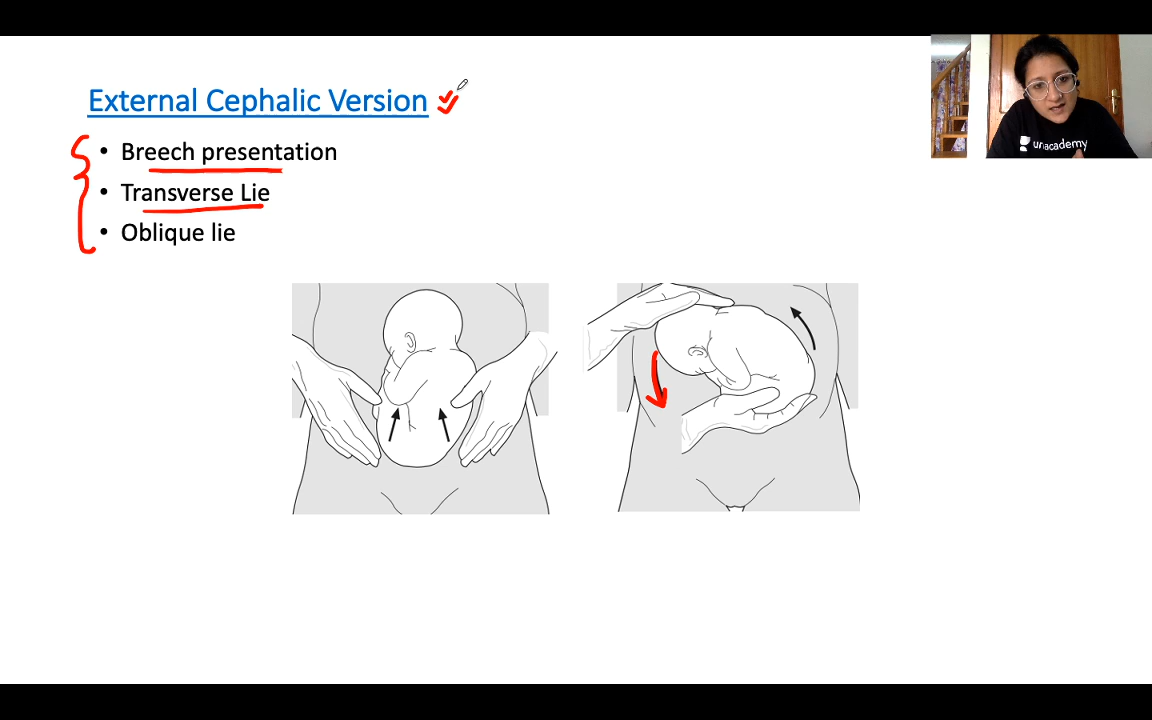 External Cephalic Version
• Breech presentation
• Transverse Lie
• Oblique lie
unacademy